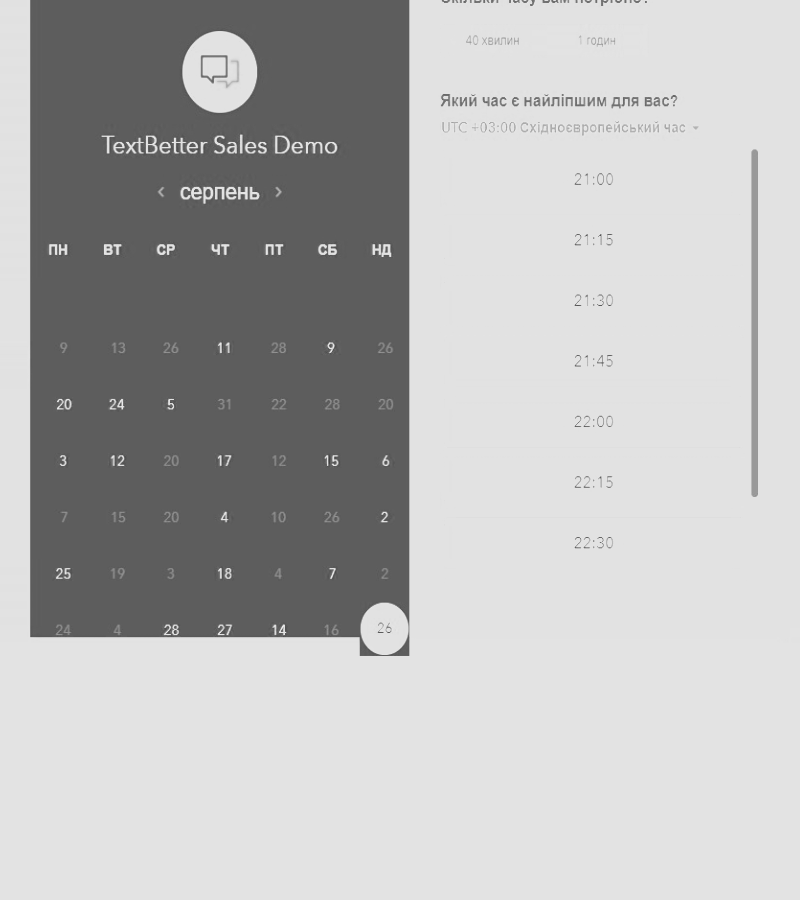 TextBetter Sales Demo
< серпень >
ПН ВТ СР ЧТ ПТ СБ НД
9 13 26 11 28 9 26
20 24 5 31 22 28 20
3 12 20 17 12 15 6
7 15 20 4 10 26 2
25 19 3 18 4 7 2
24 4 28 27 14 16 26
40 хвилин 1 годин
Який час є найліпшим для вас?
UTC +03:00 Східноєвропейський час
21:00
21:15
21:30
21:45
22:00
22:15
22:30